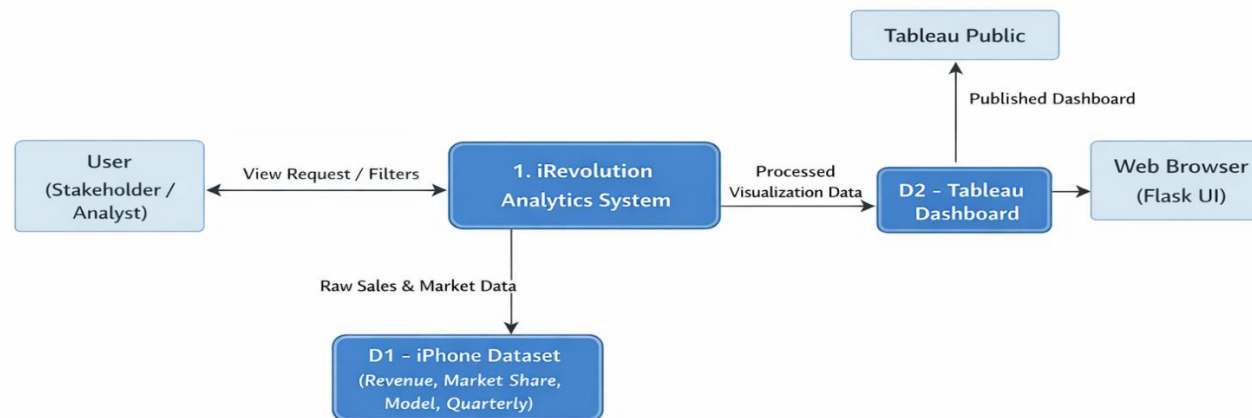 Tableau Public
Published Dashboard
User
(Stakeholder /
Analyst)
View Request / Filters
1. iRevolution
Analytics System
Processed
Visualization Data
D2 – Tableau
Dashboard
Web Browser
(Flask UI)
Raw Sales & Market Data
D1 – iPhone Dataset
(Revenue, Market Share,
Model, Quarterly)